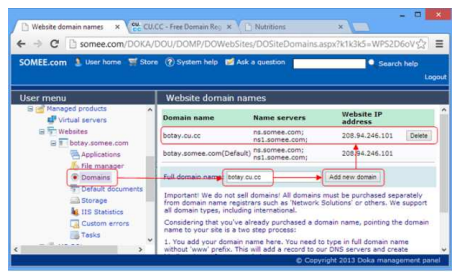 Website domain names
CU.CC - Free Domain Reg
Nutritions
somee.com/DOKA/DOU/DOMP/DOWebSites/DOSiteDomains.aspx?k1k3k5=WPS2D6oV
SOMEE.com
User home
Store
System help
Ask a question
Search help
Logout
User menu
Managed products
Virtual servers
Websites
botay.somee.com
Applications
File manager
Domains
Default documents
Storage
IIS Statistics
Custom errors
Tasks
Website domain names
Domain name Name servers Website IP
address
botay.cu.cc ns.somee.com;
ns1.somee.com; 208.94.246.101 Delete
botay.somee.com(Default) ns.somee.com;
ns1.somee.com; 208.94.246.101
Full domain name botay cu.cc Add new domain
Important! We do not sell domains! All domains must be purchased separately
from domain name registrars such as 'Network Solutions' or others. We support
all domain types, including international.
Considering that you've already purchased a domain name, pointing the domain
name to your site is a two step process:
1. You add your domain name here. You need to type in full domain name
without 'www' prefix. This will add a record to our DNS servers and create
© Copyright 2013 Doka management panel